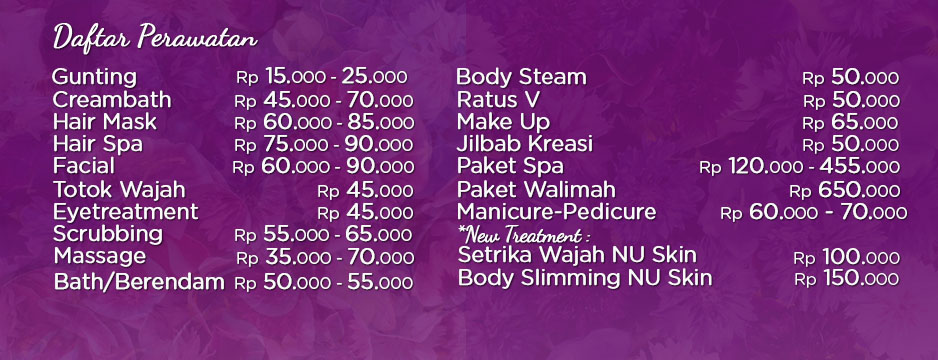 Daftar Perawatan
Gunting Rp 15.000 - 25.000
Creambath Rp 45.000 - 70.000
Hair Mask Rp 60.000 - 85.000
Hair Spa Rp 75.000 - 90.000
Facial Rp 60.000 - 90.000
Totok Wajah Rp 45.000
Eyetreatment Rp 45.000
Scrubbing Rp 55.000 - 65.000
Massage Rp 35.000 - 70.000
Bath/Berendam Rp 50.000 - 55.000
Body Steam Rp 50.000
Ratus V Rp 50.000
Make Up Rp 65.000
Jilbab Kreasi Rp 50.000
Paket Spa Rp 120.000 - 455.000
Paket Walimah Rp 650.000
Manicure-Pedicure Rp 60.000 - 70.000
*New Treatment :
Setrika Wajah NU Skin Rp 100.000
Body Slimming NU Skin Rp 150.000